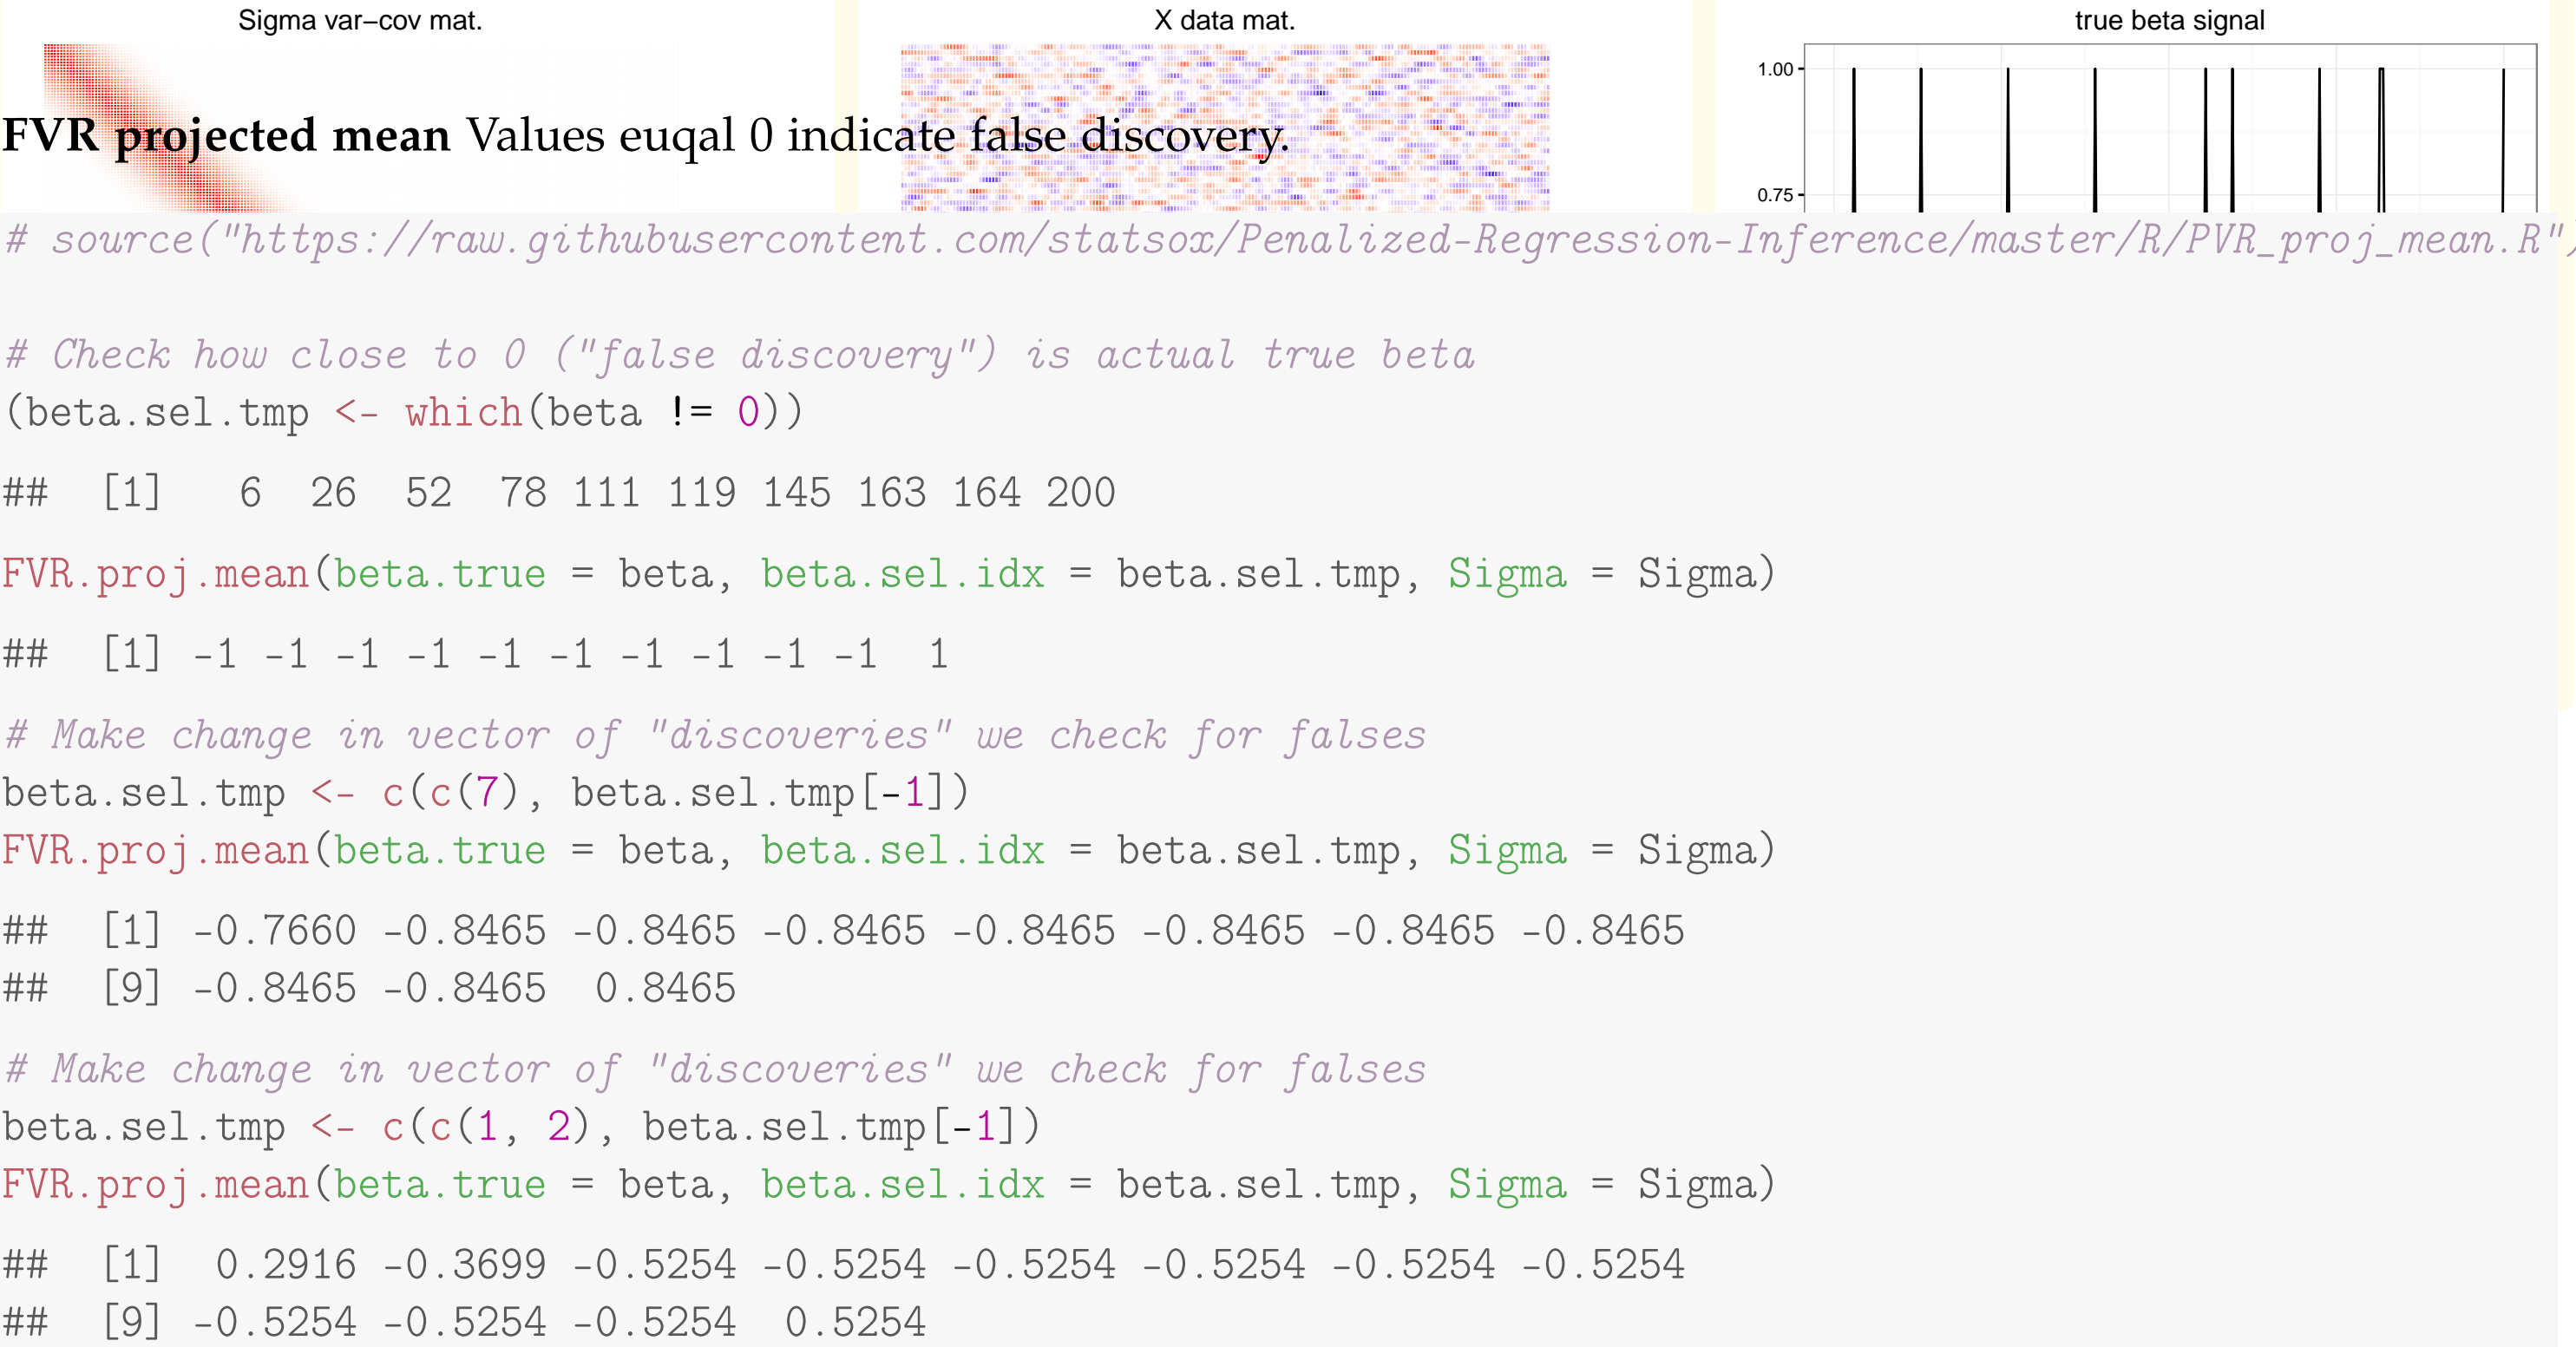 Sigma var−cov mat.
X data mat.
true beta signal
1.00
FVR projected mean Values euqal 0 indicate false discovery.
0.75
# source("https://raw.githubusercontent.com/statsox/Penalized-Regression-Inference/master/R/PVR_proj_mean.R")
# Check how close to 0 ("false discovery") is actual true beta
(beta.sel.tmp <- which(beta != 0))
##  [1]   6  26  52  78 111 119 145 163 164 200
FVR.proj.mean(beta.true = beta, beta.sel.idx = beta.sel.tmp, Sigma = Sigma)
##  [1] -1 -1 -1 -1 -1 -1 -1 -1 -1 -1  1
# Make change in vector of "discoveries" we check for falses
beta.sel.tmp <- c(c(7), beta.sel.tmp[-1])
FVR.proj.mean(beta.true = beta, beta.sel.idx = beta.sel.tmp, Sigma = Sigma)
##  [1] -0.7660 -0.8465 -0.8465 -0.8465 -0.8465 -0.8465 -0.8465 -0.8465
##  [9] -0.8465 -0.8465  0.8465
# Make change in vector of "discoveries" we check for falses
beta.sel.tmp <- c(c(1, 2), beta.sel.tmp[-1])
FVR.proj.mean(beta.true = beta, beta.sel.idx = beta.sel.tmp, Sigma = Sigma)
##  [1]  0.2916 -0.3699 -0.5254 -0.5254 -0.5254 -0.5254 -0.5254 -0.5254
##  [9] -0.5254 -0.5254 -0.5254  0.5254